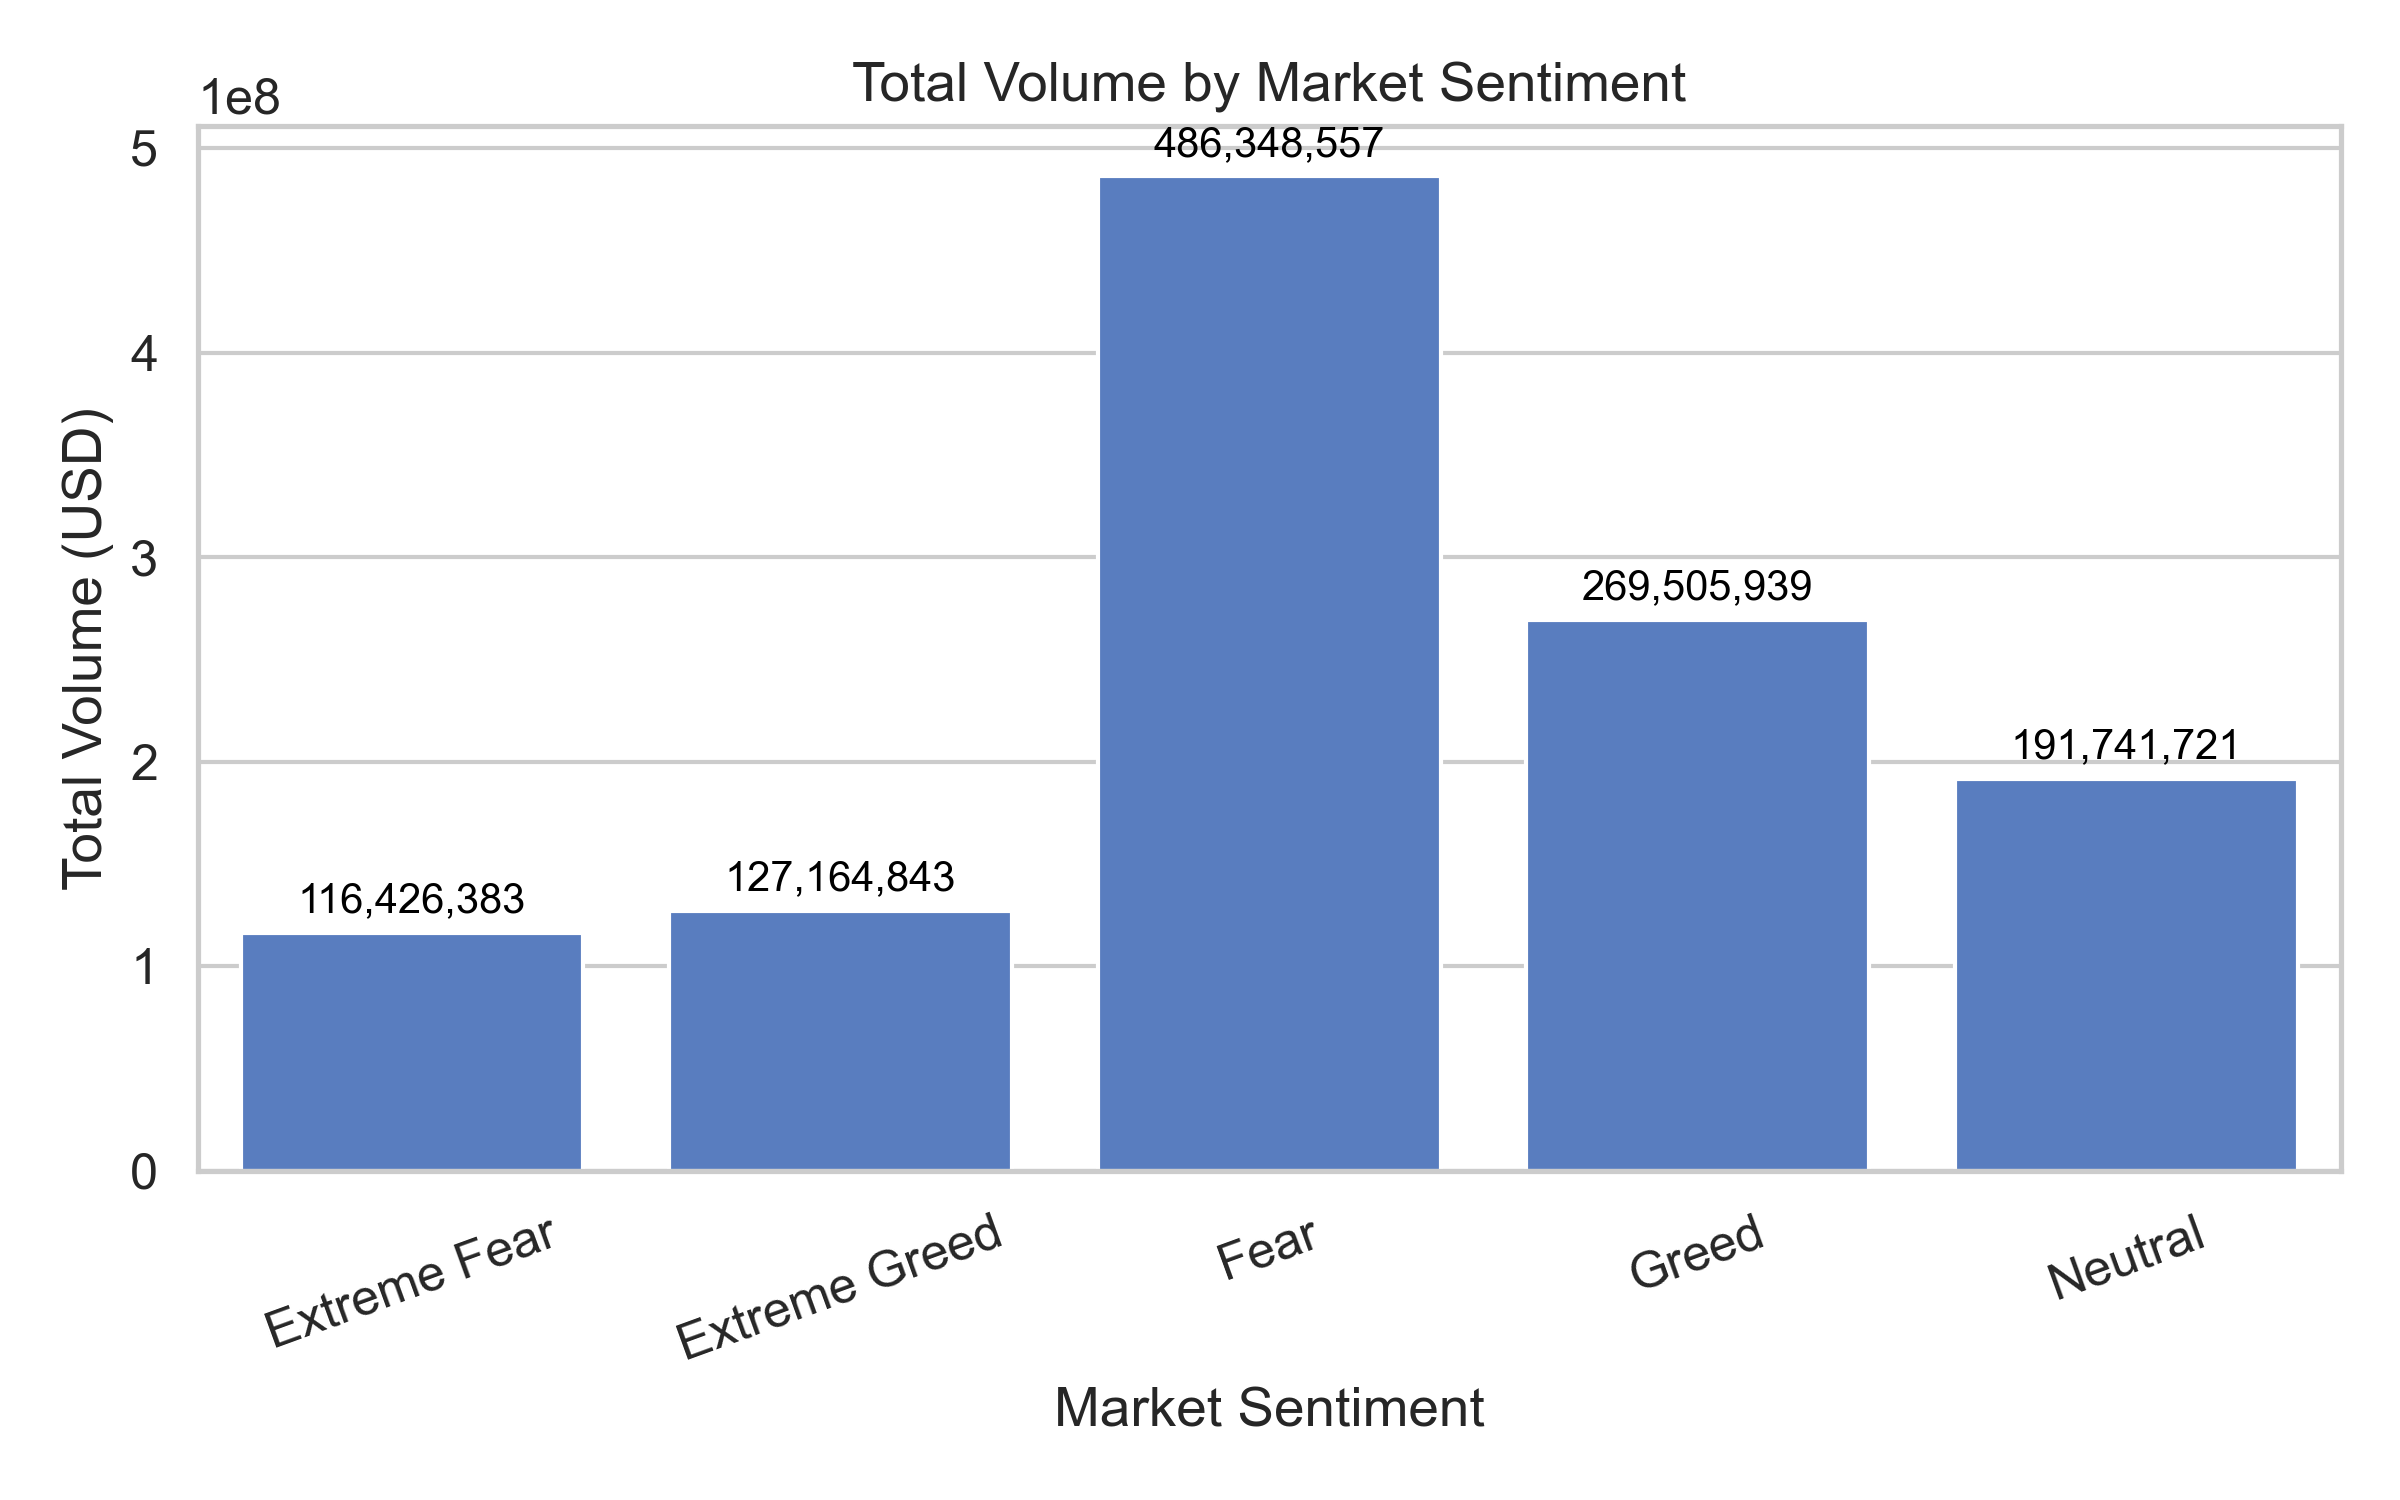 Total Volume by Market Sentiment
1e8
5
4
3
2
1
0
Total Volume (USD)
486,348,557
269,505,939
191,741,721
127,164,843
116,426,383
Extreme Fear
Extreme Greed
Fear
Greed
Neutral
Market Sentiment